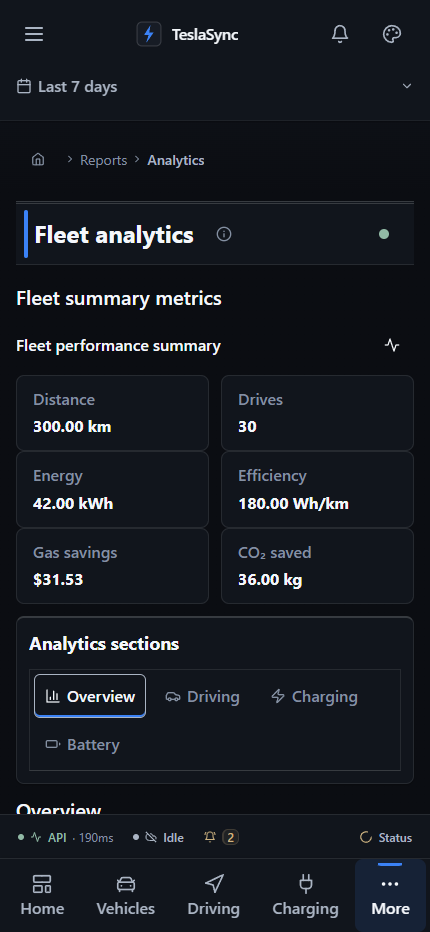 TeslaSync
Last 7 days
Reports
Analytics
Fleet analytics
Fleet summary metrics
Fleet performance summary
Distance
300.00 km
Drives
30
Energy
42.00 kWh
Efficiency
180.00 Wh/km
Gas savings
$31.53
CO₂ saved
36.00 kg
Analytics sections
Overview
Driving
Charging
Battery
Overview
API · 190ms
Idle
2
Status
Home
Vehicles
Driving
Charging
More